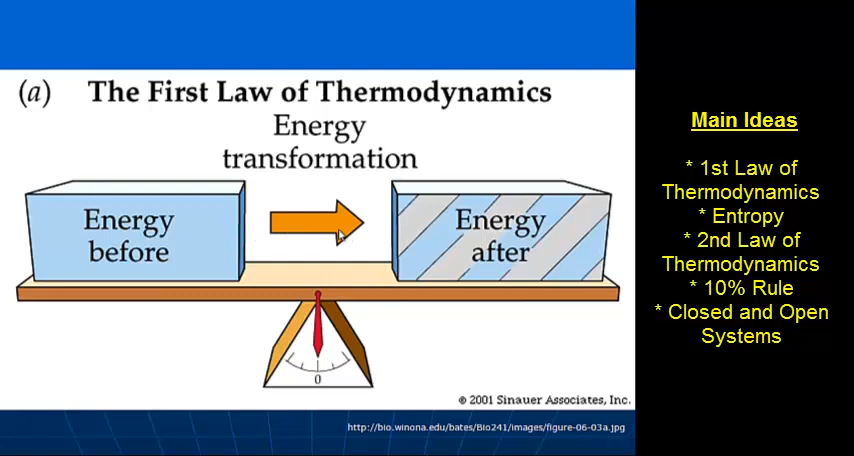 (a) The First Law of Thermodynamics
Energy
transformation
Energy
before
Energy
after
0
© 2001 Sinauer Associates, Inc.
http://bio.winona.edu/bates/Bio241/images/figure-06-03a.jpg
Main Ideas
* 1st Law of
Thermodynamics
* Entropy
* 2nd Law of
Thermodynamics
* 10% Rule
* Closed and Open
Systems